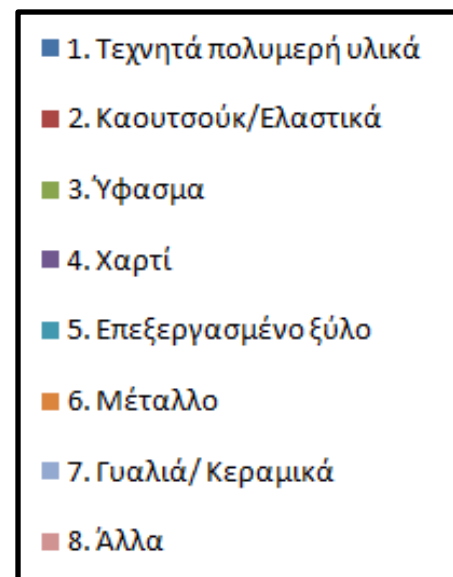 1. Τεχνητά πολυμερή υλικά
2. Καουτσούκ/Ελαστικά
3. Ύφασμα
4. Χαρτί
5. Επεξεργασμένο ξύλο
6. Μέταλλο
7. Γυαλιά/ Κεραμικά
8. Άλλα